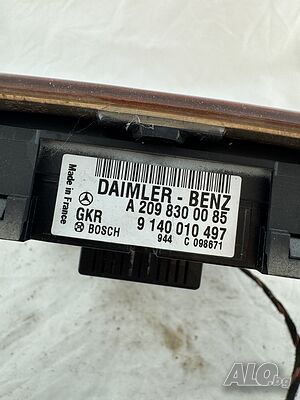 Made in France
DAIMLER - BENZ
A 209 830 00 85
GKR
9 140 010 497
BOSCH
944 C 098671
ALO.bg